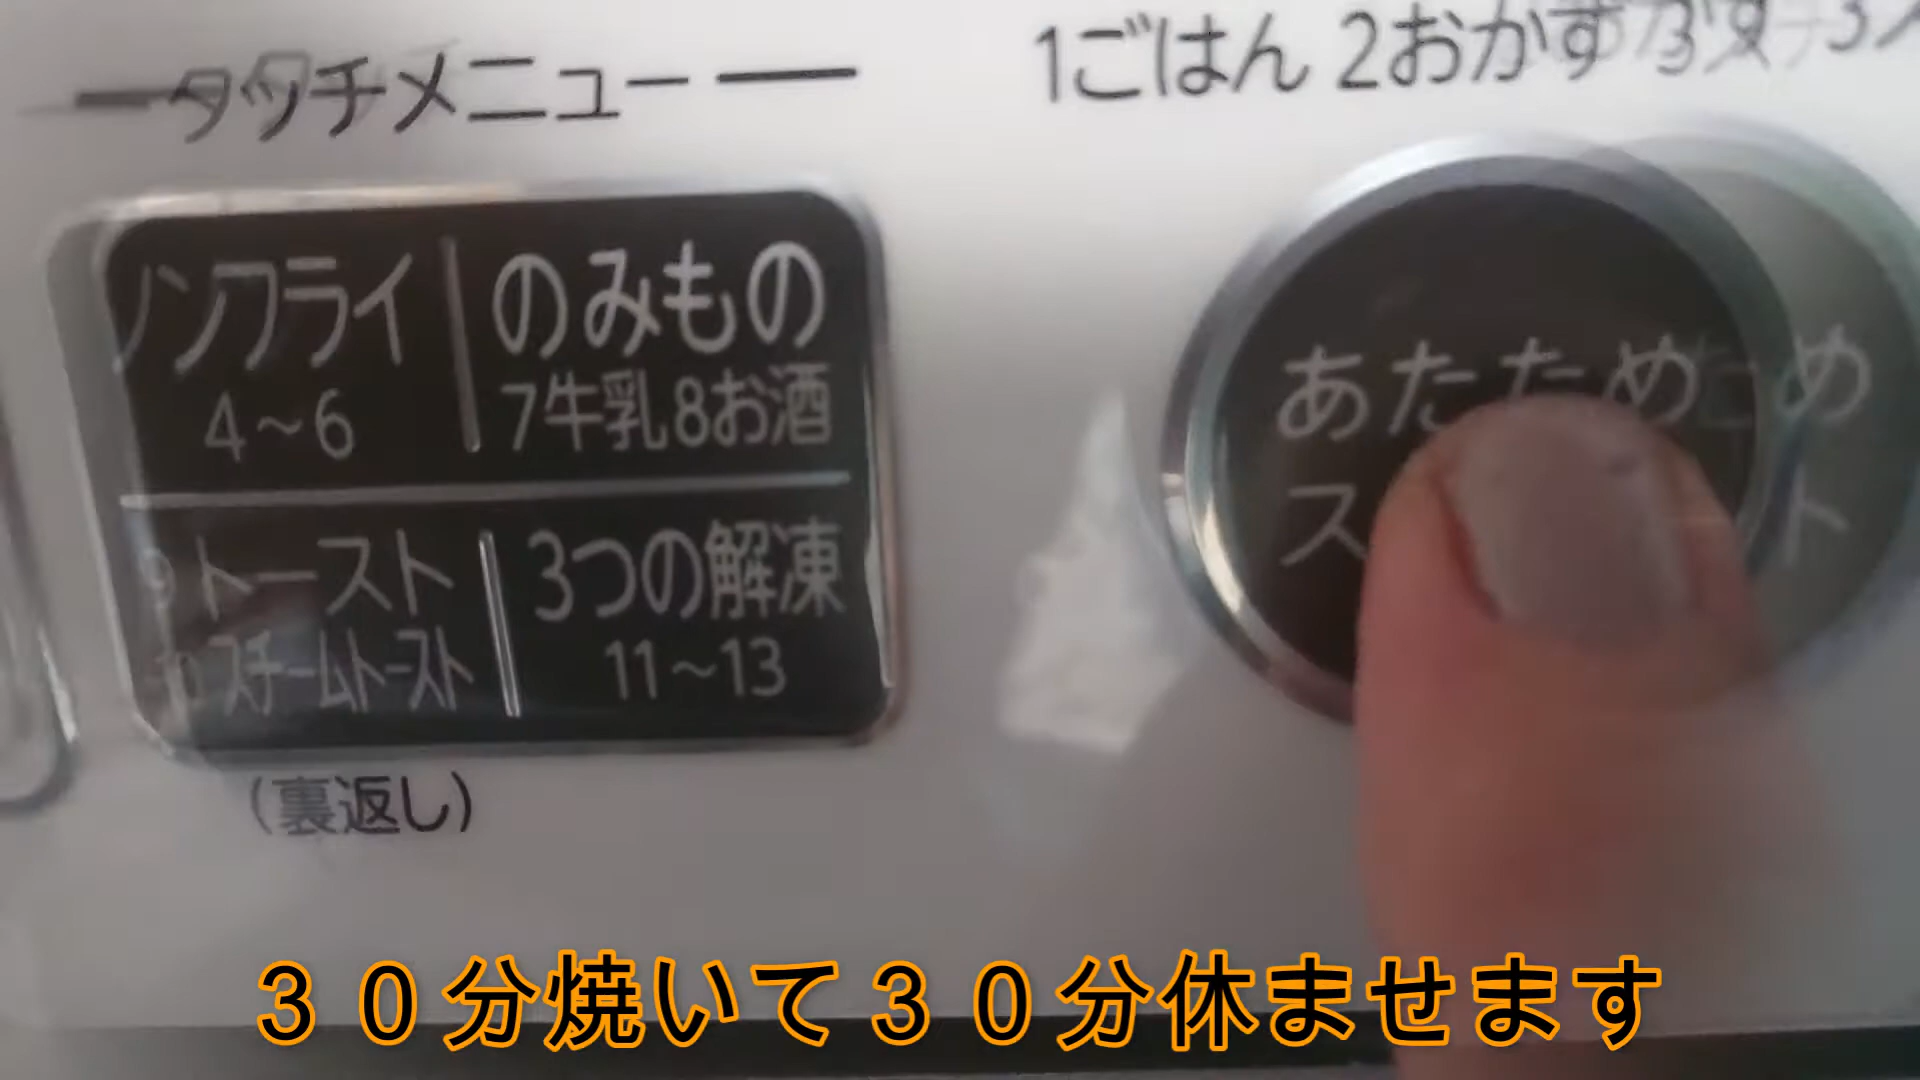 タッチメニュー
1ごはん 2おかず
ノンフライ
4～6
のみもの
7牛乳8お酒
あたため
9トースト
10スチームトースト
3つの解凍
11～13
(裏返し)
３０分焼いて３０分休ませます